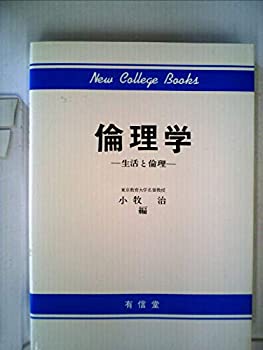 New College Books
倫理学
―生活と倫理―
東京教育大学名誉教授
小牧 治
編
有信堂